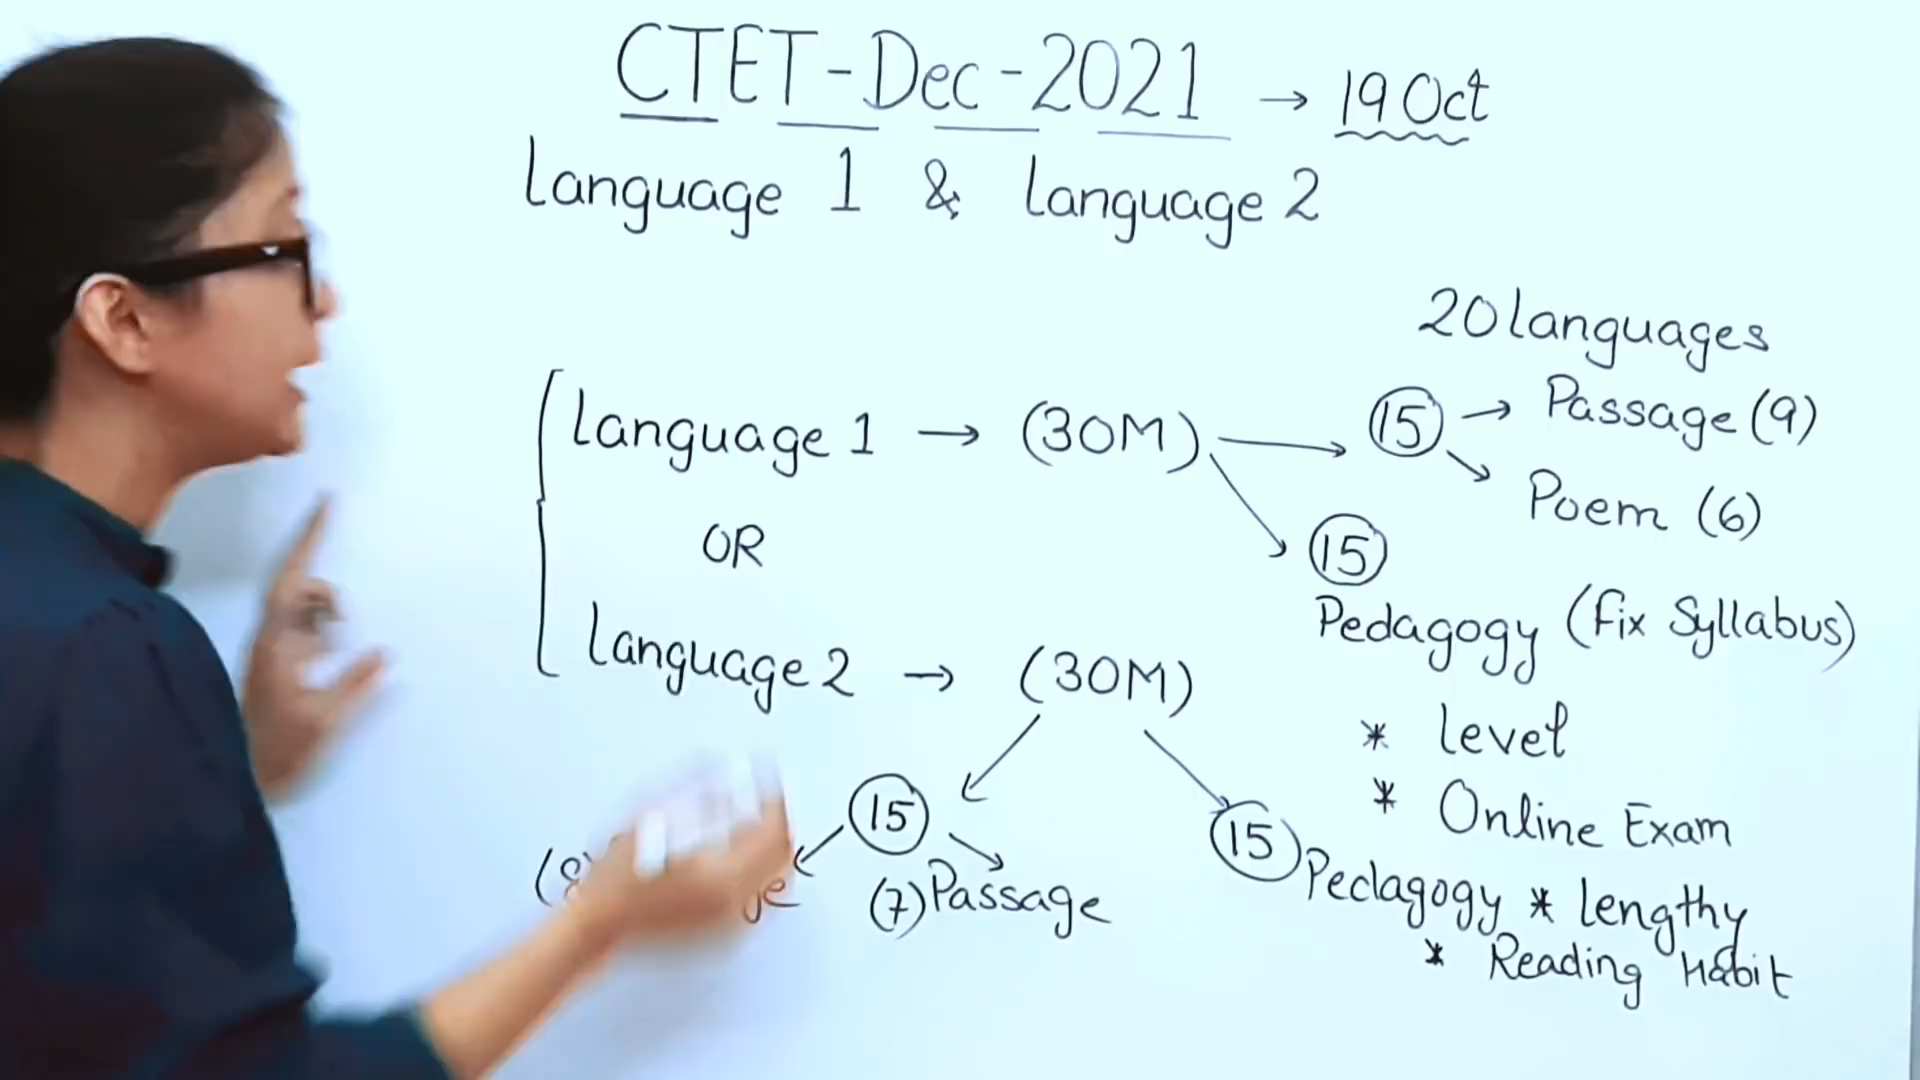 CTET-Dec-2021 → 19 Oct
Language 1 & Language 2
20 languages
Language 1 → (30M)
15 → Passage (9)
Poem (6)
OR
15
Pedagogy (Fix Syllabus)
Language 2 → (30M)
* Level
* Online Exam
15
(7) Passage
15 Pedagogy
* Lengthy
* Reading Habit